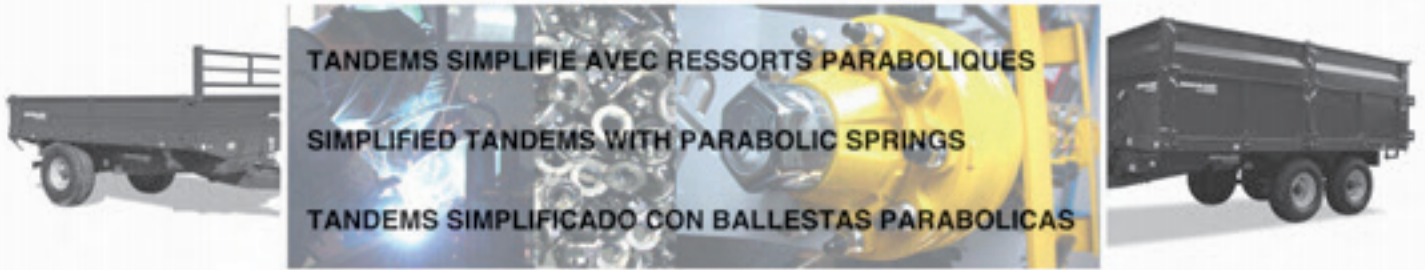 TANDEMS SIMPLIFIE AVEC RESSORTS PARABOLIQUES
SIMPLIFIED TANDEMS WITH PARABOLIC SPRINGS
TANDEMS SIMPLIFICADO CON BALLESTAS PARABOLICAS